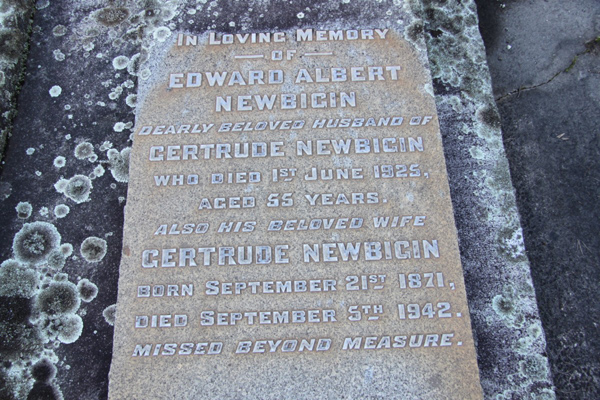 In Loving Memory
— OF —
EDWARD ALBERT
NEWBIGIN
DEARLY BELOVED HUSBAND OF
GERTRUDE NEWBIGIN
WHO DIED 1ST JUNE 1925,
AGED 55 YEARS.
ALSO HIS BELOVED WIFE
GERTRUDE NEWBIGIN
BORN SEPTEMBER 21ST 1871,
DIED SEPTEMBER 5TH 1942.
MISSED BEYOND MEASURE.